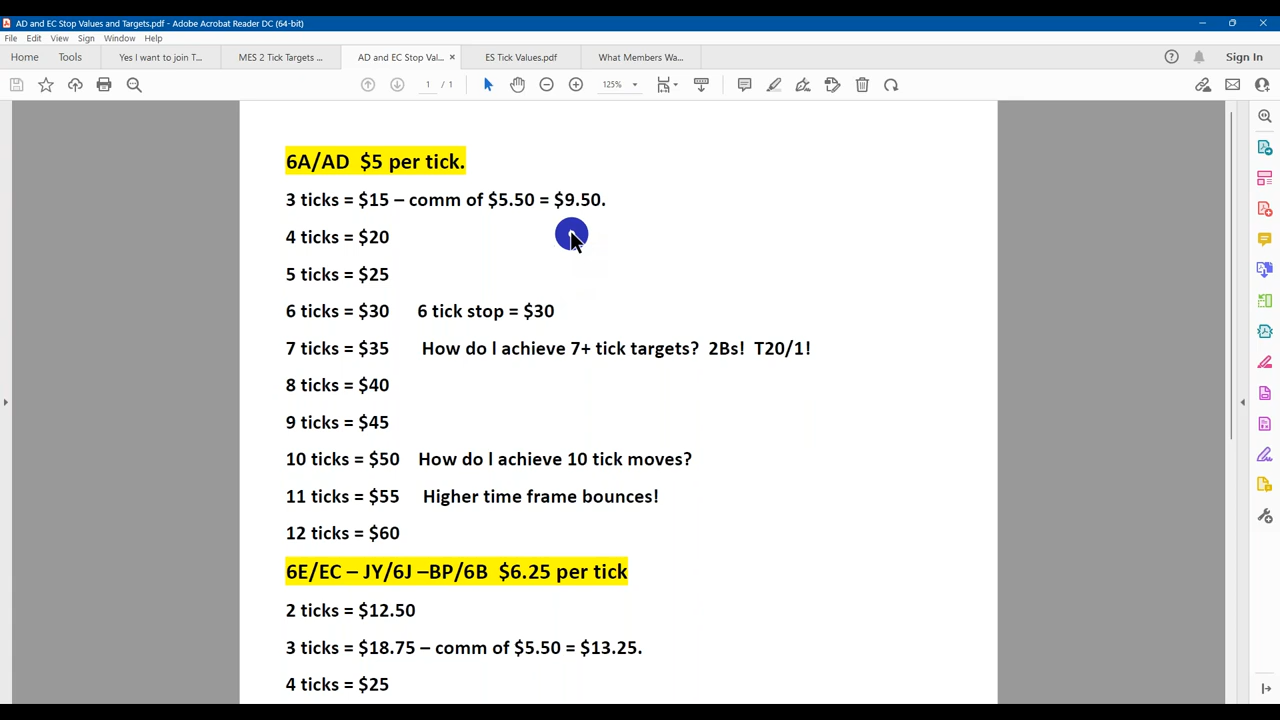 AD and EC Stop Values and Targets.pdf - Adobe Acrobat Reader DC (64-bit)
File Edit View Sign Window Help
Home Tools Yes I want to join T... MES 2 Tick Targets ... AD and EC Stop Val... × ES Tick Values.pdf What Members Wa... Sign In
1 / 1 125%
6A/AD $5 per tick.
3 ticks = $15 – comm of $5.50 = $9.50.
4 ticks = $20
5 ticks = $25
6 ticks = $30 6 tick stop = $30
7 ticks = $35 How do I achieve 7+ tick targets? 2Bs! T20/1!
8 ticks = $40
9 ticks = $45
10 ticks = $50 How do I achieve 10 tick moves?
11 ticks = $55 Higher time frame bounces!
12 ticks = $60
6E/EC – JY/6J –BP/6B $6.25 per tick
2 ticks = $12.50
3 ticks = $18.75 – comm of $5.50 = $13.25.
4 ticks = $25